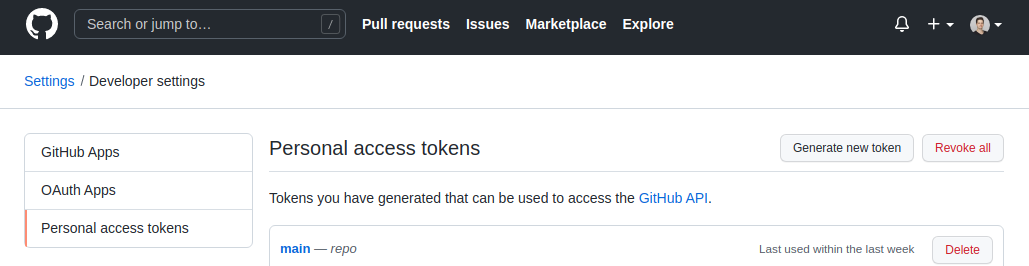 Search or jump to… / Pull requests Issues Marketplace Explore
Settings / Developer settings
GitHub Apps
OAuth Apps
Personal access tokens
Personal access tokens Generate new token Revoke all
Tokens you have generated that can be used to access the GitHub API.
main — repo Last used within the last week Delete